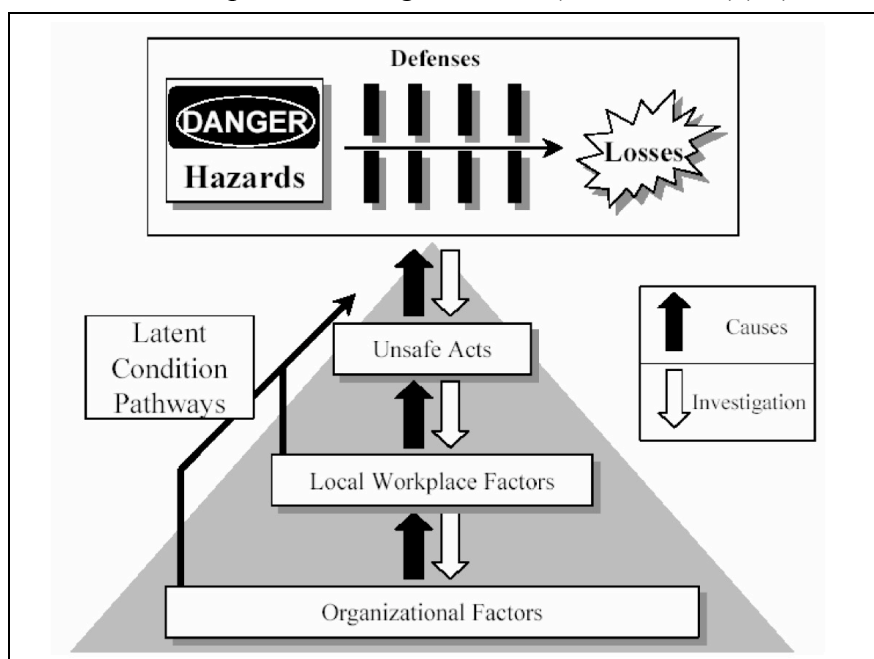 Defenses
DANGER
Hazards
Losses
Latent
Condition
Pathways
Unsafe Acts
Causes
Investigation
Local Workplace Factors
Organizational Factors